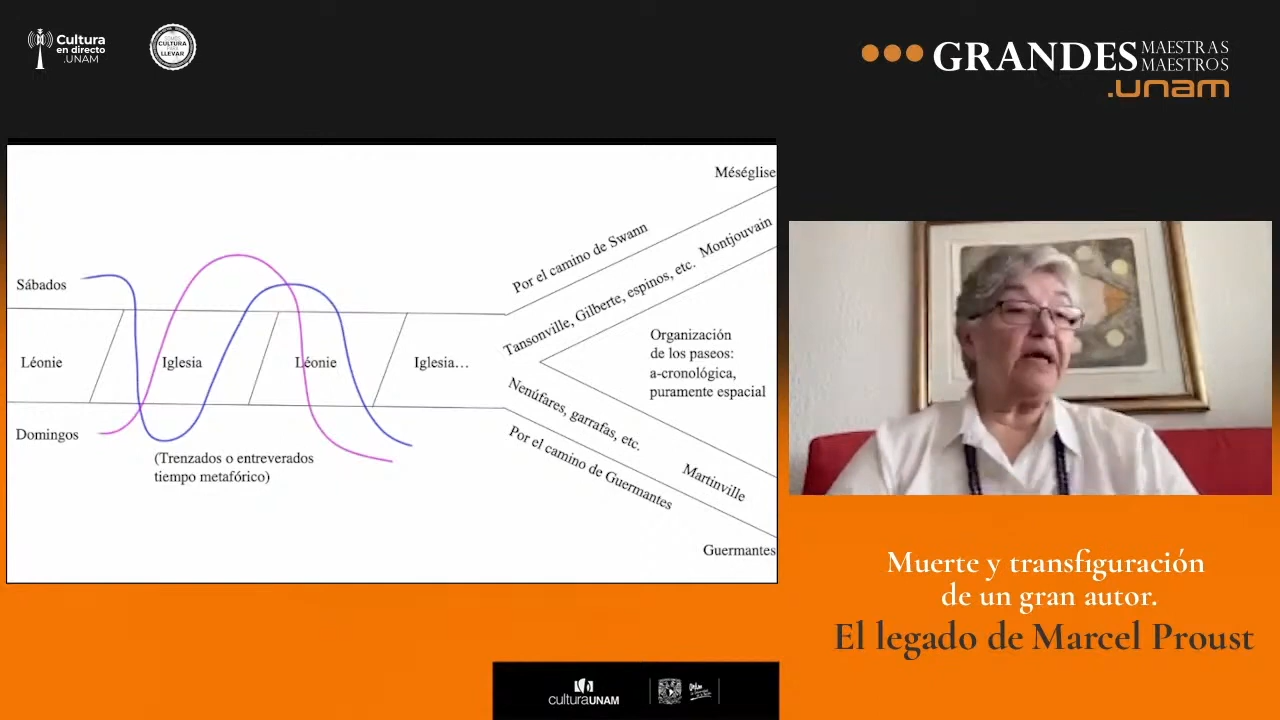 Cultura
en directo
.UNAM
CULTURA
LLEVAR
GRANDES MAESTRAS
MAESTROS
.unam
Méséglise
Por el camino de Swann
Montjouvain
Tansonville, Gilberte, espinos, etc.
Sábados
Léonie
Iglesia
Léonie
Iglesia…
Organización
de los paseos:
a-cronológica,
puramente espacial
Nenúfares, garrafas, etc.
Domingos
Por el camino de Guermantes
(Trenzados o entreverados
tiempo metafórico)
Martinville
Guermantes
Muerte y transfiguración
de un gran autor.
El legado de Marcel Proust
culturaUNAM